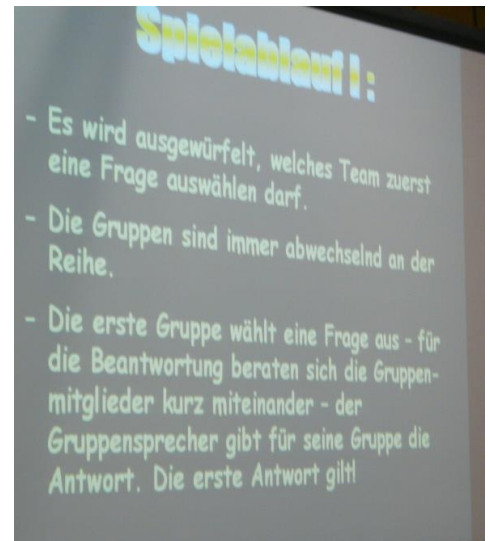 Spielablauf I :
- Es wird ausgewürfelt, welches Team zuerst
eine Frage auswählen darf.
- Die Gruppen sind immer abwechselnd an der
Reihe.
- Die erste Gruppe wählt eine Frage aus - für
die Beantwortung beraten sich die Gruppen-
mitglieder kurz miteinander - der
Gruppensprecher gibt für seine Gruppe die
Antwort. Die erste Antwort gilt!